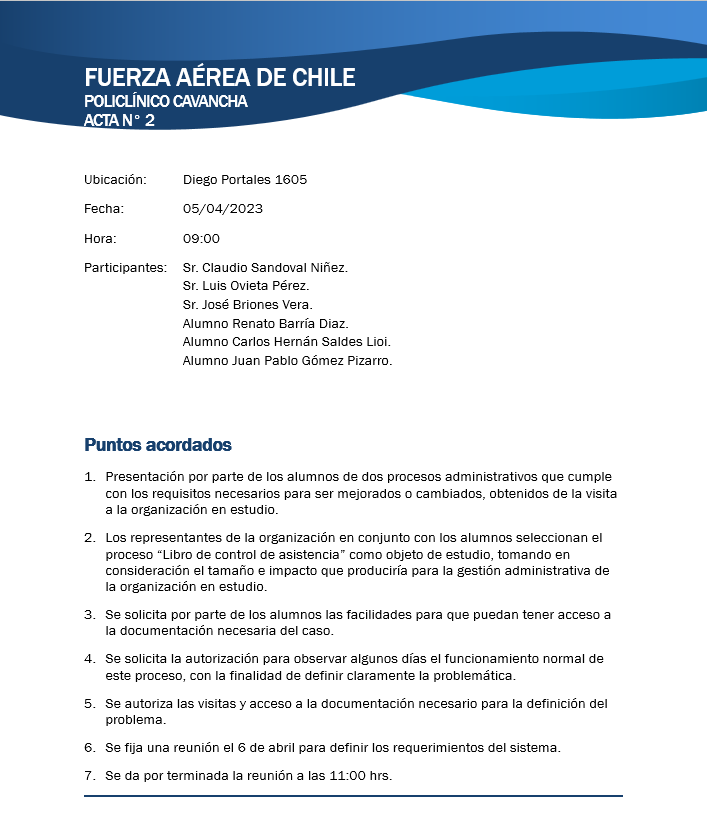 FUERZA AÉREA DE CHILE
POLICLÍNICO CAVANCHA
ACTA N° 2
Ubicación: Diego Portales 1605
Fecha: 05/04/2023
Hora: 09:00
Participantes: Sr. Claudio Sandoval Niñez.
Sr. Luis Ovieta Pérez.
Sr. José Briones Vera.
Alumno Renato Barría Diaz.
Alumno Carlos Hernán Saldes Lioi.
Alumno Juan Pablo Gómez Pizarro.
Puntos acordados
1. Presentación por parte de los alumnos de dos procesos administrativos que cumple
con los requisitos necesarios para ser mejorados o cambiados, obtenidos de la visita
a la organización en estudio.
2. Los representantes de la organización en conjunto con los alumnos seleccionan el
proceso “Libro de control de asistencia” como objeto de estudio, tomando en
consideración el tamaño e impacto que produciría para la gestión administrativa de
la organización en estudio.
3. Se solicita por parte de los alumnos las facilidades para que puedan tener acceso a
la documentación necesaria del caso.
4. Se solicita la autorización para observar algunos días el funcionamiento normal de
este proceso, con la finalidad de definir claramente la problemática.
5. Se autoriza las visitas y acceso a la documentación necesario para la definición del
problema.
6. Se fija una reunión el 6 de abril para definir los requerimientos del sistema.
7. Se da por terminada la reunión a las 11:00 hrs.